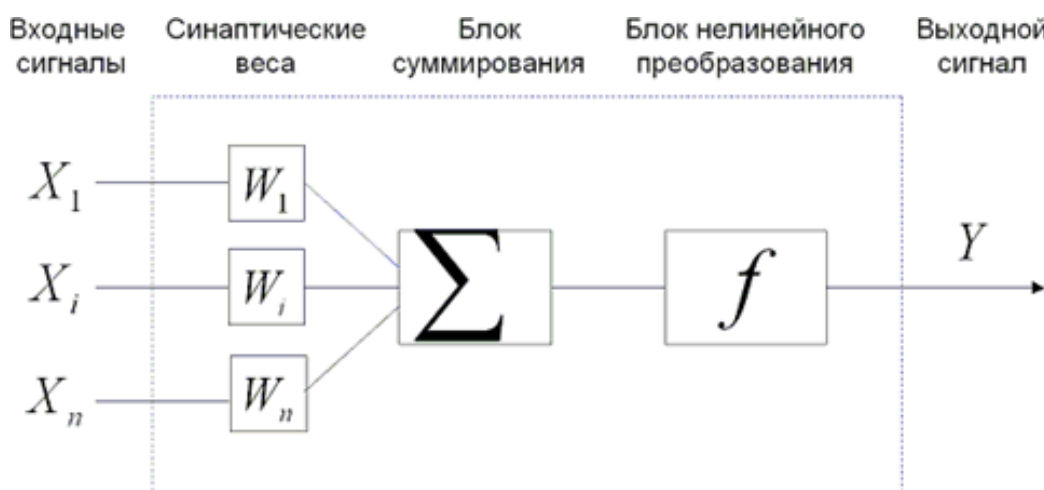 Входные сигналы
Синаптические веса
Блок суммирования
Блок нелинейного преобразования
Выходной сигнал
X₁
W₁
Xᵢ
Wᵢ
Σ
f
Y
Xₙ
Wₙ